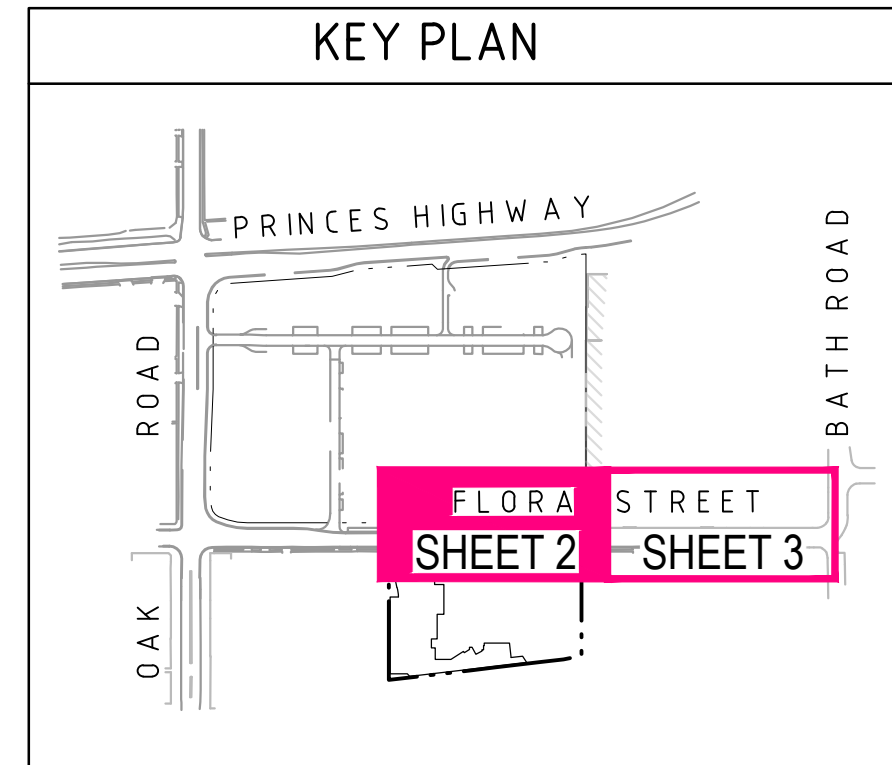 KEY PLAN
PRINCES HIGHWAY
BATH ROAD
OAK ROAD
FLORA STREET
SHEET 2
SHEET 3